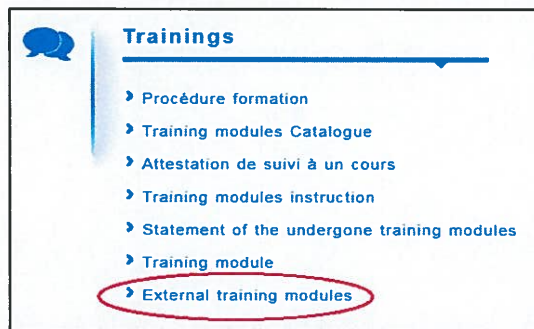 Trainings
Procédure formation
Training modules Catalogue
Attestation de suivi à un cours
Training modules instruction
Statement of the undergone training modules
Training module
External training modules